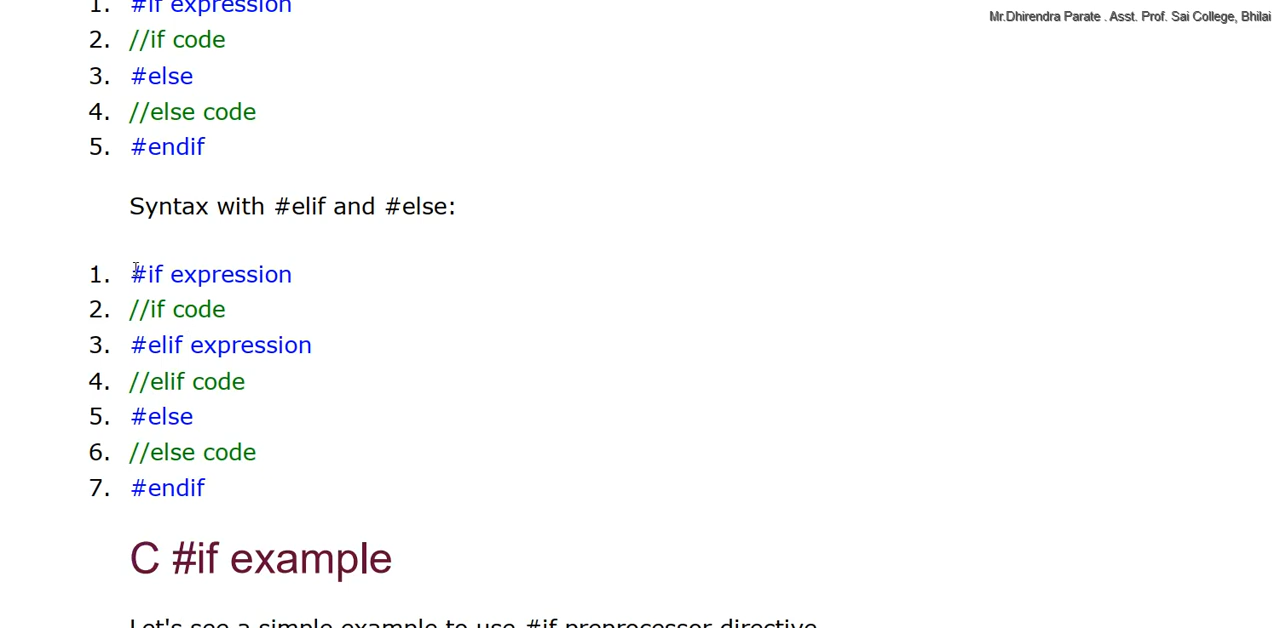 1. #if expression
Mr.Dhirendra Parate . Asst. Prof. Sai College, Bhilai
2. //if code
3. #else
4. //else code
5. #endif
Syntax with #elif and #else:
1. #if expression
2. //if code
3. #elif expression
4. //elif code
5. #else
6. //else code
7. #endif
C #if example
Let's see a simple example to use #if preprocessor directive.